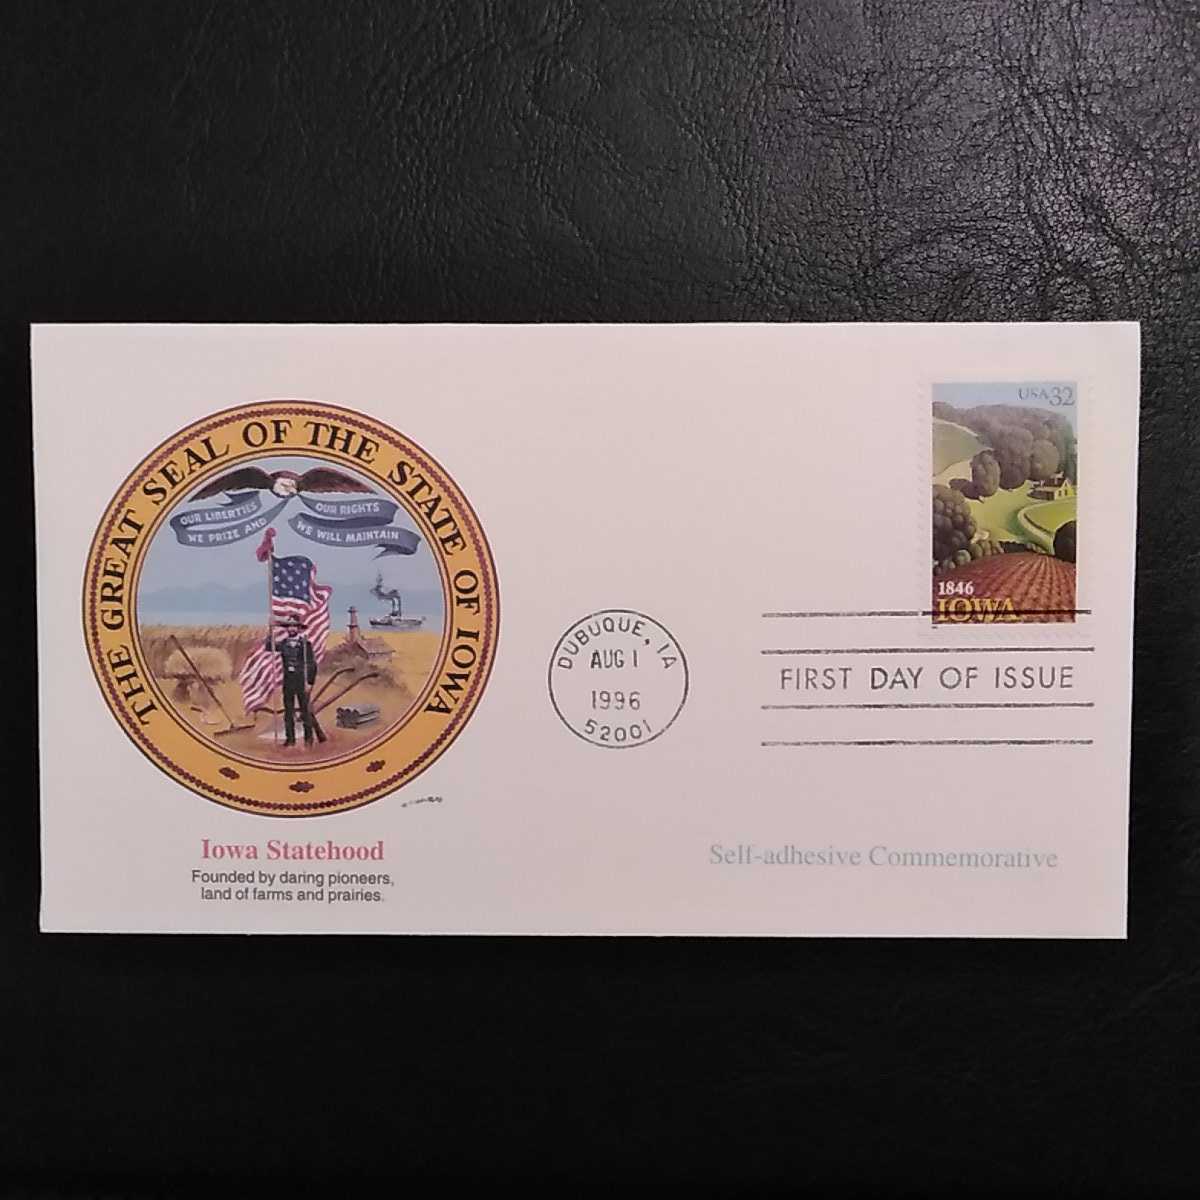 THE GREAT SEAL OF THE STATE OF IOWA
OUR LIBERTIES
WE PRIZE AND
OUR RIGHTS
WE WILL MAINTAIN
Iowa Statehood
Founded by daring pioneers,
land of farms and prairies.
DUBUQUE, IA
AUG 1
1996
52001
USA 32
1846
IOWA
FIRST DAY OF ISSUE
Self-adhesive Commemorative